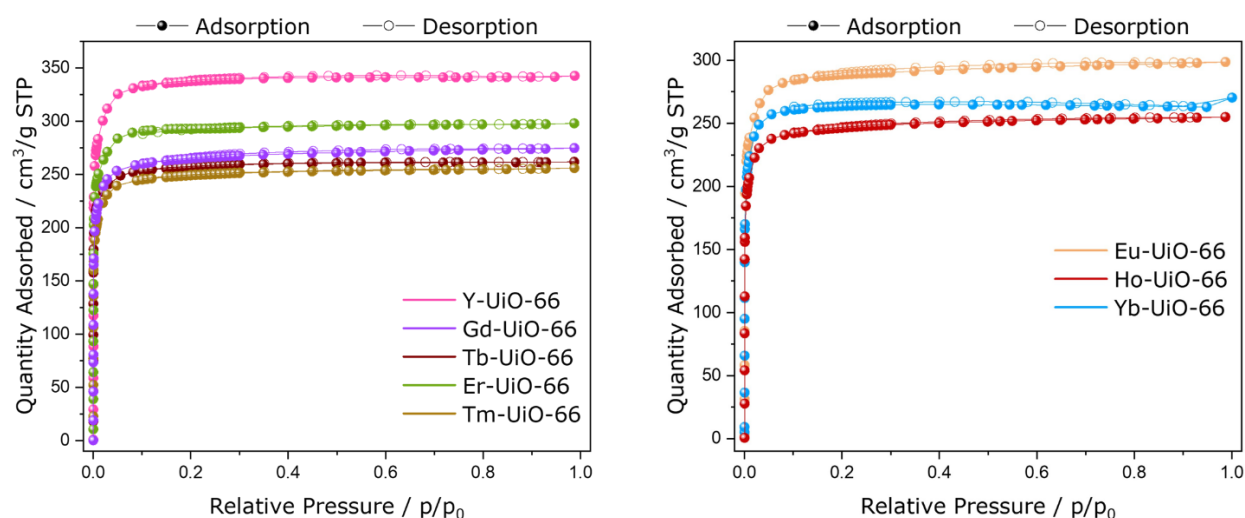 Adsorption Desorption
Quantity Adsorbed / cm³/g STP
350
300
250
200
150
100
50
0
Y-UiO-66
Gd-UiO-66
Tb-UiO-66
Er-UiO-66
Tm-UiO-66
0.0 0.2 0.4 0.6 0.8 1.0
Relative Pressure / p/p₀
Adsorption Desorption
Quantity Adsorbed / cm³/g STP
300
250
200
150
100
50
0
Eu-UiO-66
Ho-UiO-66
Yb-UiO-66
0.0 0.2 0.4 0.6 0.8 1.0
Relative Pressure / p/p₀